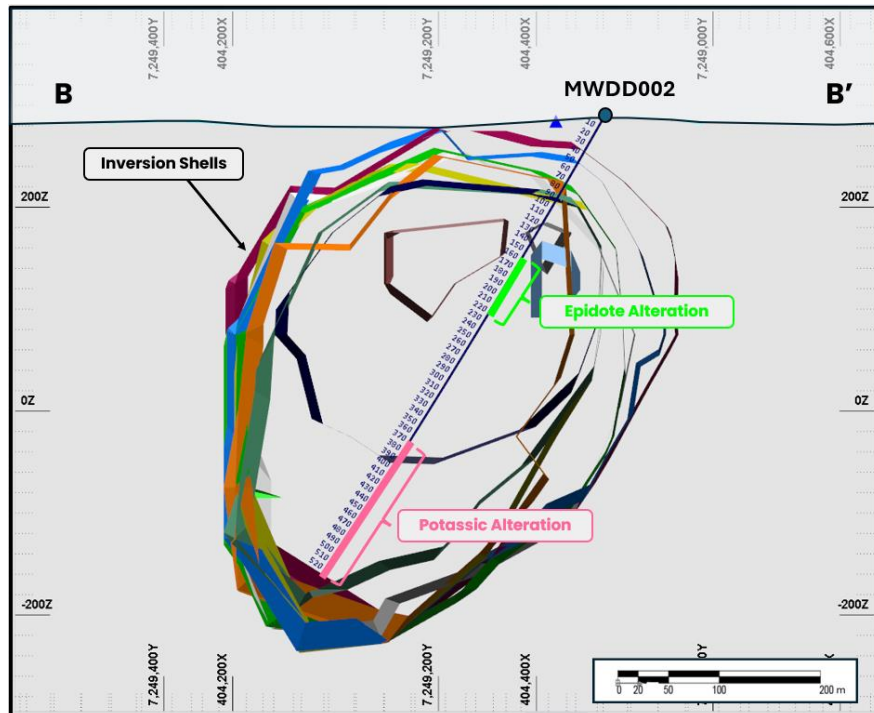 7,249,400Y
404,200X
7,249,200Y
404,400X
7,249,000Y
404,600X
B
MWDD002
B’
Inversion Shells
10
20
30
40
50
60
70
80
90
100
110
120
130
140
150
160
170
180
190
200
210
220
230
240
250
260
270
280
290
300
310
320
330
340
350
360
370
380
390
400
410
420
430
440
450
460
470
480
490
500
510
520
200Z
200Z
Epidote Alteration
0Z
0Z
Potassic Alteration
-200Z
-200Z
7,249,400Y
404,200X
7,249,200Y
404,400X
0 20 50 100 200 m